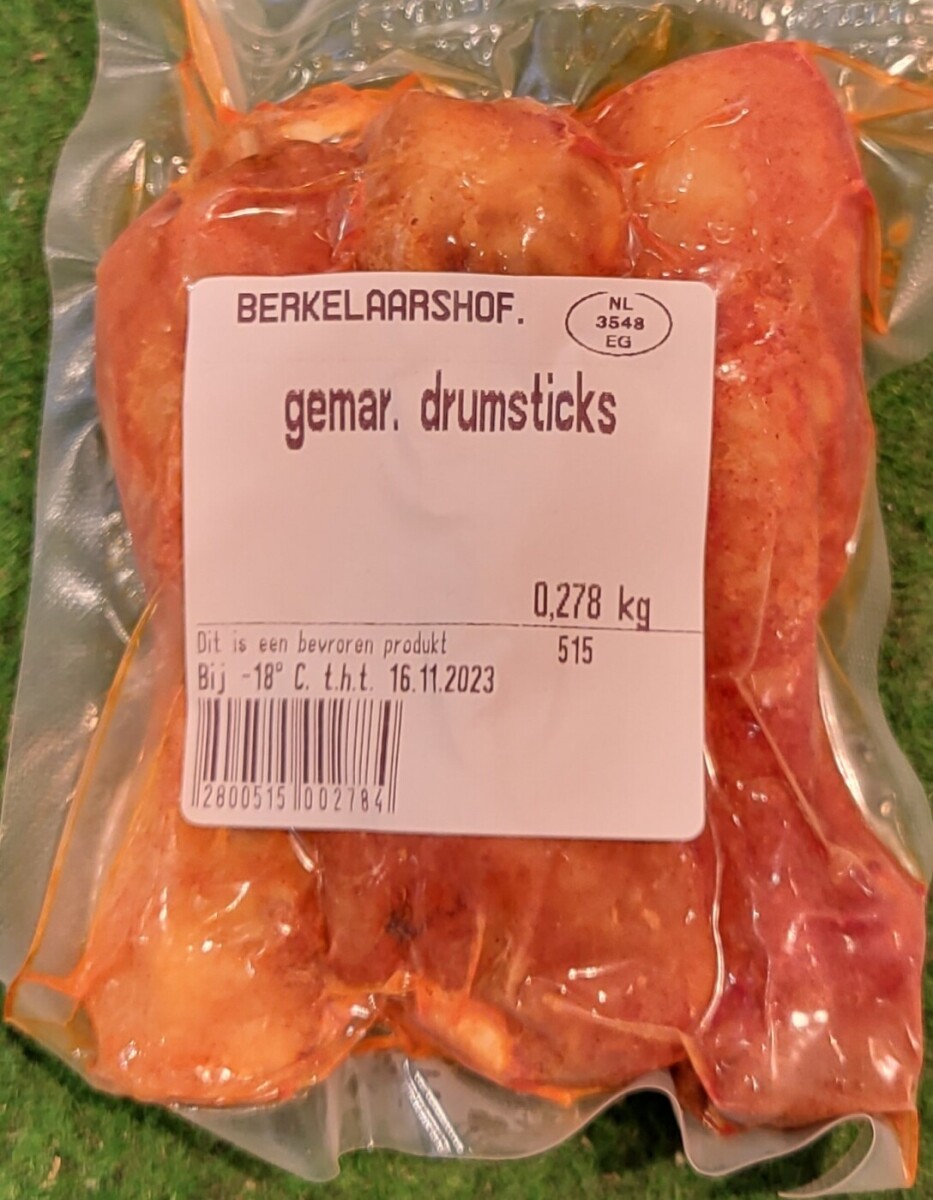 BERKELAARSHOF.
NL
3548
EG
gemar. drumsticks
0,278 kg
Dit is een bevroren produkt
515
Bij -18° C. t.h.t. 16.11.2023
2800515 002784